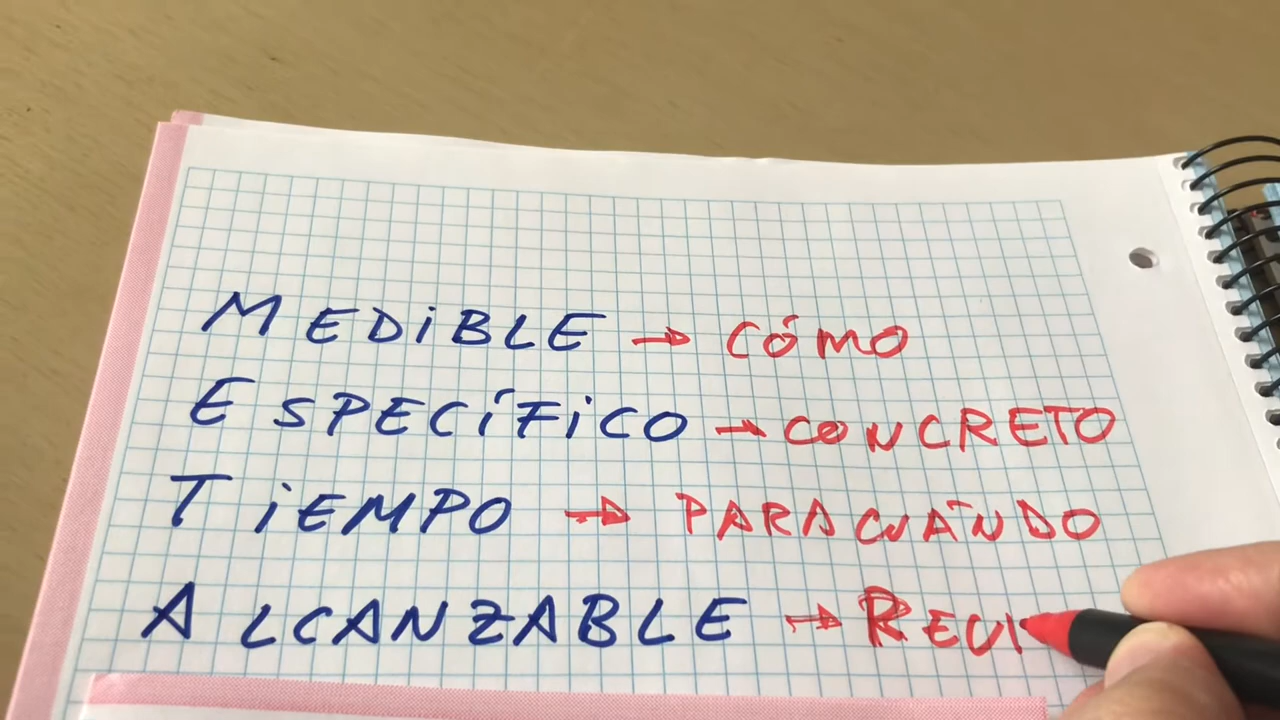 MEDiBLE → CÓMO
ESPECÍFiCO → CONCRETO
TiEMPO → PARA CUÁNDO
ALCANZABLE →